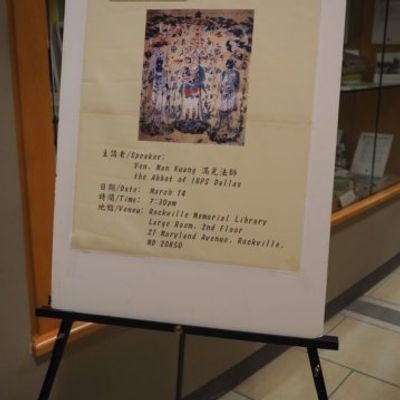 主講者/Speaker:
Ven. Man Kuang 滿光法師
the Abbot of IBPS Dallas
日期/Date: March 14
時間/Time: 7:30pm
地點/Venew: Rockville Memorial Library
Large Room, 2nd Floor
21 Maryland Avenue, Rockville,
MD 20850